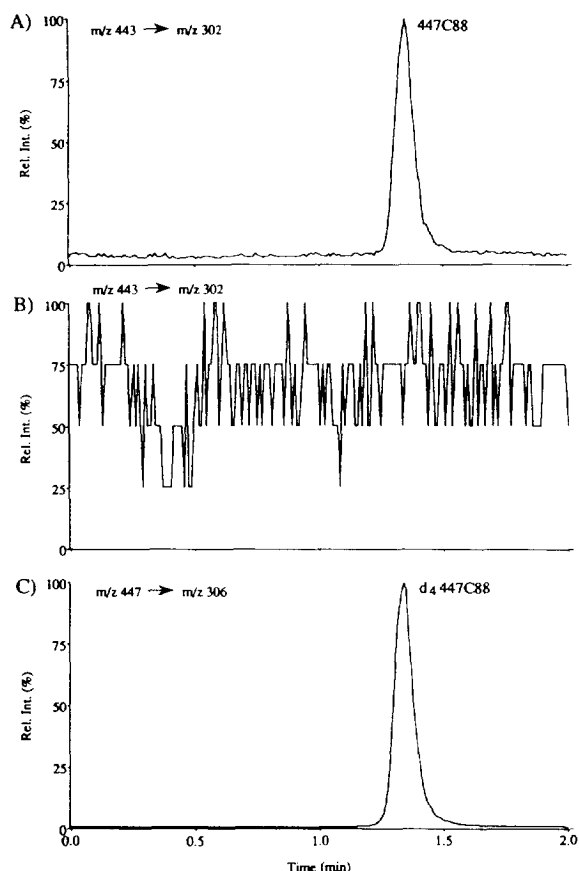 A)
m/z 443 → m/z 302
447C88
100
75
50
25
0
Rel. Int. (%)
B)
m/z 443 → m/z 302
100
75
50
25
0
Rel. Int. (%)
C)
m/z 447 → m/z 306
d4 447C88
100
75
50
25
0
Rel. Int. (%)
0.0 0.5 1.0 1.5 2.0
Time (min)